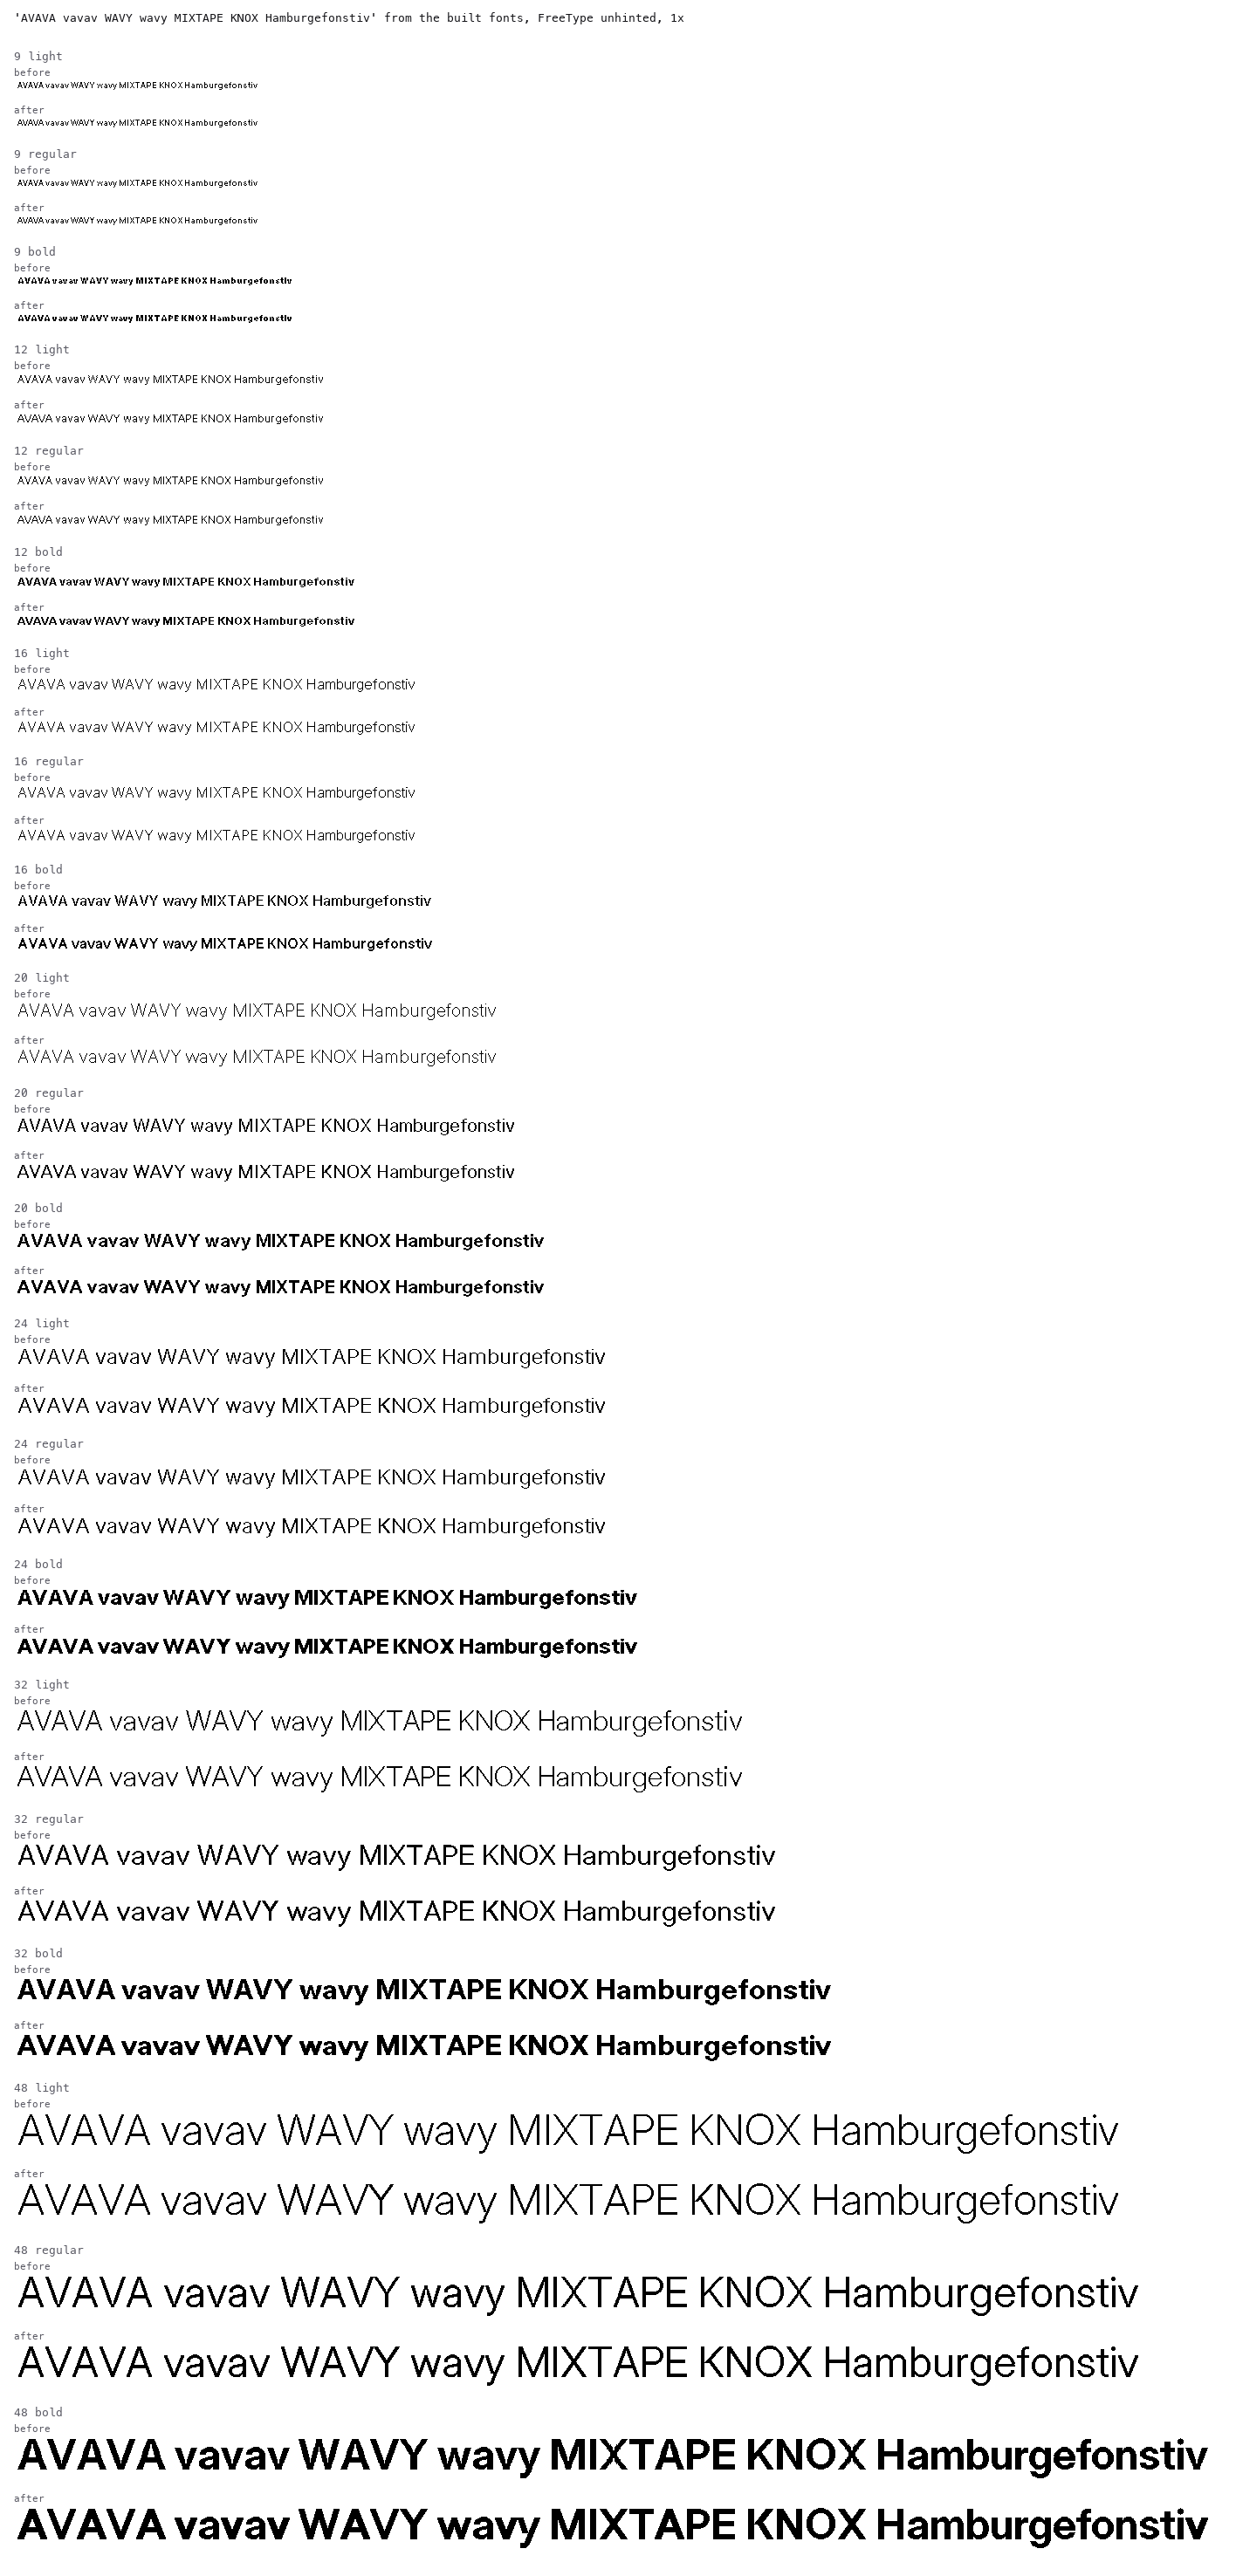 'AVAVA vavav WAVY wavy MIXTAPE KNOX Hamburgefonstiv' from the built fonts, FreeType unhinted, 1x
9 light
before
AVAVA vavav WAVY wavy MIXTAPE KNOX Hamburgefonstiv
after
AVAVA vavav WAVY wavy MIXTAPE KNOX Hamburgefonstiv
9 regular
before
AVAVA vavav WAVY wavy MIXTAPE KNOX Hamburgefonstiv
after
AVAVA vavav WAVY wavy MIXTAPE KNOX Hamburgefonstiv
9 bold
before
AVAVA vavav WAVY wavy MIXTAPE KNOX Hamburgefonstiv
after
AVAVA vavav WAVY wavy MIXTAPE KNOX Hamburgefonstiv
12 light
before
AVAVA vavav WAVY wavy MIXTAPE KNOX Hamburgefonstiv
after
AVAVA vavav WAVY wavy MIXTAPE KNOX Hamburgefonstiv
12 regular
before
AVAVA vavav WAVY wavy MIXTAPE KNOX Hamburgefonstiv
after
AVAVA vavav WAVY wavy MIXTAPE KNOX Hamburgefonstiv
12 bold
before
AVAVA vavav WAVY wavy MIXTAPE KNOX Hamburgefonstiv
after
AVAVA vavav WAVY wavy MIXTAPE KNOX Hamburgefonstiv
16 light
before
AVAVA vavav WAVY wavy MIXTAPE KNOX Hamburgefonstiv
after
AVAVA vavav WAVY wavy MIXTAPE KNOX Hamburgefonstiv
16 regular
before
AVAVA vavav WAVY wavy MIXTAPE KNOX Hamburgefonstiv
after
AVAVA vavav WAVY wavy MIXTAPE KNOX Hamburgefonstiv
16 bold
before
AVAVA vavav WAVY wavy MIXTAPE KNOX Hamburgefonstiv
after
AVAVA vavav WAVY wavy MIXTAPE KNOX Hamburgefonstiv
20 light
before
AVAVA vavav WAVY wavy MIXTAPE KNOX Hamburgefonstiv
after
AVAVA vavav WAVY wavy MIXTAPE KNOX Hamburgefonstiv
20 regular
before
AVAVA vavav WAVY wavy MIXTAPE KNOX Hamburgefonstiv
after
AVAVA vavav WAVY wavy MIXTAPE KNOX Hamburgefonstiv
20 bold
before
AVAVA vavav WAVY wavy MIXTAPE KNOX Hamburgefonstiv
after
AVAVA vavav WAVY wavy MIXTAPE KNOX Hamburgefonstiv
24 light
before
AVAVA vavav WAVY wavy MIXTAPE KNOX Hamburgefonstiv
after
AVAVA vavav WAVY wavy MIXTAPE KNOX Hamburgefonstiv
24 regular
before
AVAVA vavav WAVY wavy MIXTAPE KNOX Hamburgefonstiv
after
AVAVA vavav WAVY wavy MIXTAPE KNOX Hamburgefonstiv
24 bold
before
AVAVA vavav WAVY wavy MIXTAPE KNOX Hamburgefonstiv
after
AVAVA vavav WAVY wavy MIXTAPE KNOX Hamburgefonstiv
32 light
before
AVAVA vavav WAVY wavy MIXTAPE KNOX Hamburgefonstiv
after
AVAVA vavav WAVY wavy MIXTAPE KNOX Hamburgefonstiv
32 regular
before
AVAVA vavav WAVY wavy MIXTAPE KNOX Hamburgefonstiv
after
AVAVA vavav WAVY wavy MIXTAPE KNOX Hamburgefonstiv
32 bold
before
AVAVA vavav WAVY wavy MIXTAPE KNOX Hamburgefonstiv
after
AVAVA vavav WAVY wavy MIXTAPE KNOX Hamburgefonstiv
48 light
before
AVAVA vavav WAVY wavy MIXTAPE KNOX Hamburgefonstiv
after
AVAVA vavav WAVY wavy MIXTAPE KNOX Hamburgefonstiv
48 regular
before
AVAVA vavav WAVY wavy MIXTAPE KNOX Hamburgefonstiv
after
AVAVA vavav WAVY wavy MIXTAPE KNOX Hamburgefonstiv
48 bold
before
AVAVA vavav WAVY wavy MIXTAPE KNOX Hamburgefonstiv
after
AVAVA vavav WAVY wavy MIXTAPE KNOX Hamburgefonstiv